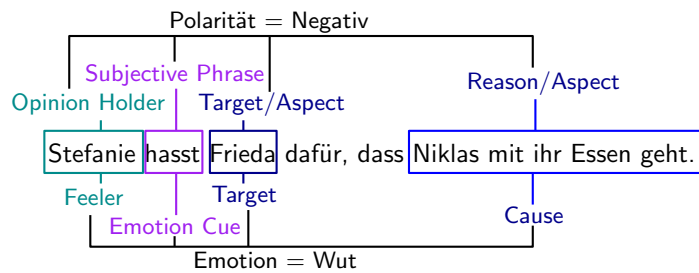 Polarität = Negativ
Subjective Phrase
Opinion Holder Target/Aspect Reason/Aspect
Stefanie hasst Frieda dafür, dass Niklas mit ihr Essen geht.
Feeler Target
Emotion Cue Cause
Emotion = Wut